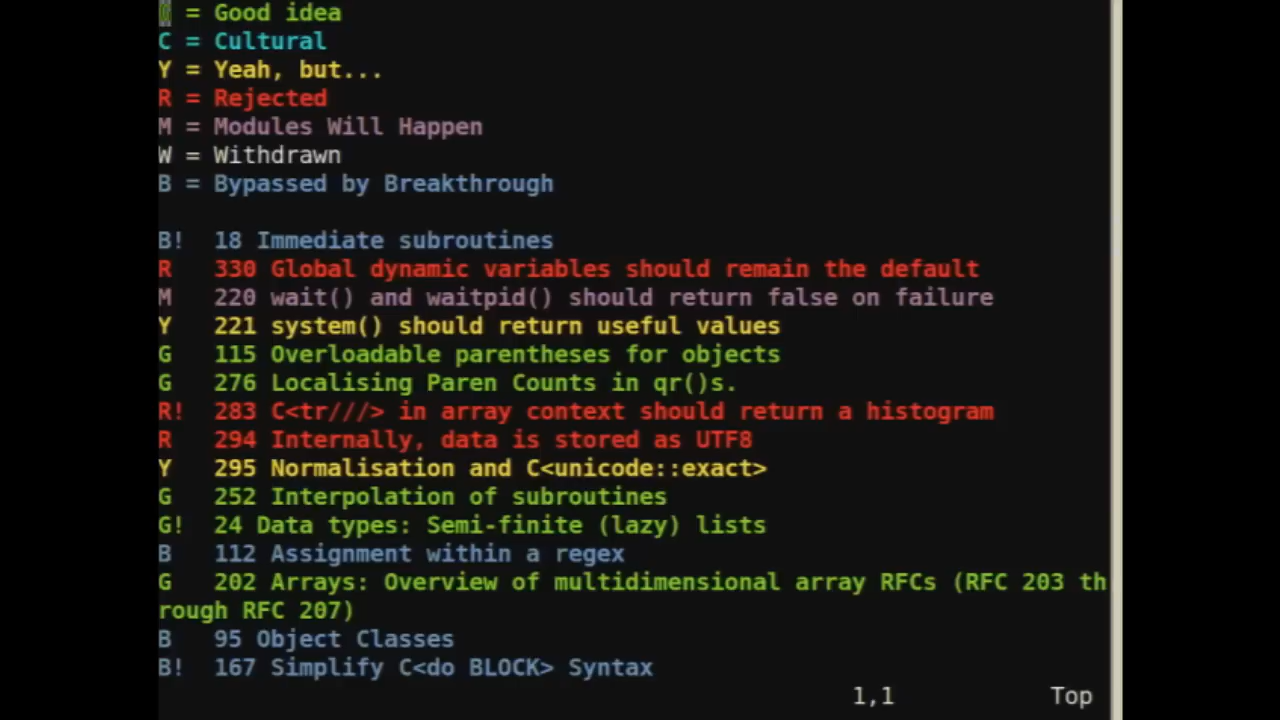 G = Good idea
C = Cultural
Y = Yeah, but...
R = Rejected
M = Modules Will Happen
W = Withdrawn
B = Bypassed by Breakthrough
B! 18 Immediate subroutines
R 330 Global dynamic variables should remain the default
M 220 wait() and waitpid() should return false on failure
Y 221 system() should return useful values
G 115 Overloadable parentheses for objects
G 276 Localising Paren Counts in qr()s.
R! 283 C<tr///> in array context should return a histogram
R 294 Internally, data is stored as UTF8
Y 295 Normalisation and C<unicode::exact>
G 252 Interpolation of subroutines
G! 24 Data types: Semi-finite (lazy) lists
B 112 Assignment within a regex
G 202 Arrays: Overview of multidimensional array RFCs (RFC 203 th
rough RFC 207)
B 95 Object Classes
B! 167 Simplify C<do BLOCK> Syntax
1,1 Top